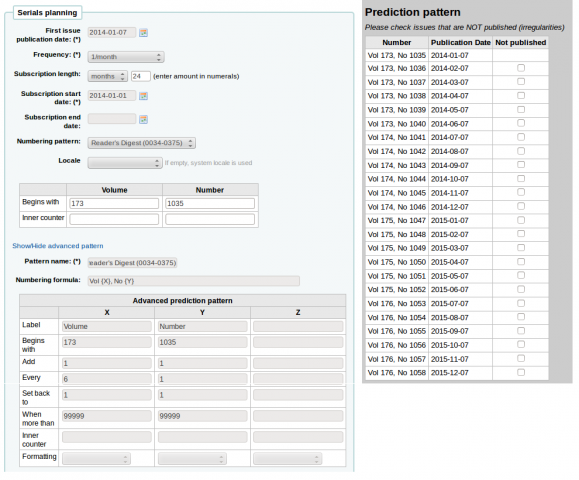 Serials planning
First issue
publication date: (*) 2014-01-07
Frequency: (*) 1/month
Subscription length: months 24 (enter amount in numerals)
Subscription start
date: (*) 2014-01-01
Subscription end
date:
Numbering pattern: Reader's Digest (0034-0375)
Locale If empty, system locale is used
Volume Number
Begins with 173 1035
Inner counter
Show/Hide advanced pattern
Pattern name: (*) eader's Digest (0034-0375)
Numbering formula: Vol {X}, No {Y}
Advanced prediction pattern
X Y Z
Label Volume Number
Begins
with 173 1035
Add 1 1
Every 6 1
Set back
to 1 1
When
more than 99999 99999
Inner
counter
Formatting
Prediction pattern
Please check issues that are NOT published (irregularities)
Number Publication Date Not published
Vol 173, No 1035 2014-01-07
Vol 173, No 1036 2014-02-07
Vol 173, No 1037 2014-03-07
Vol 173, No 1038 2014-04-07
Vol 173, No 1039 2014-05-07
Vol 173, No 1040 2014-06-07
Vol 174, No 1041 2014-07-07
Vol 174, No 1042 2014-08-07
Vol 174, No 1043 2014-09-07
Vol 174, No 1044 2014-10-07
Vol 174, No 1045 2014-11-07
Vol 174, No 1046 2014-12-07
Vol 175, No 1047 2015-01-07
Vol 175, No 1048 2015-02-07
Vol 175, No 1049 2015-03-07
Vol 175, No 1050 2015-04-07
Vol 175, No 1051 2015-05-07
Vol 175, No 1052 2015-06-07
Vol 176, No 1053 2015-07-07
Vol 176, No 1054 2015-08-07
Vol 176, No 1055 2015-09-07
Vol 176, No 1056 2015-10-07
Vol 176, No 1057 2015-11-07
Vol 176, No 1058 2015-12-07